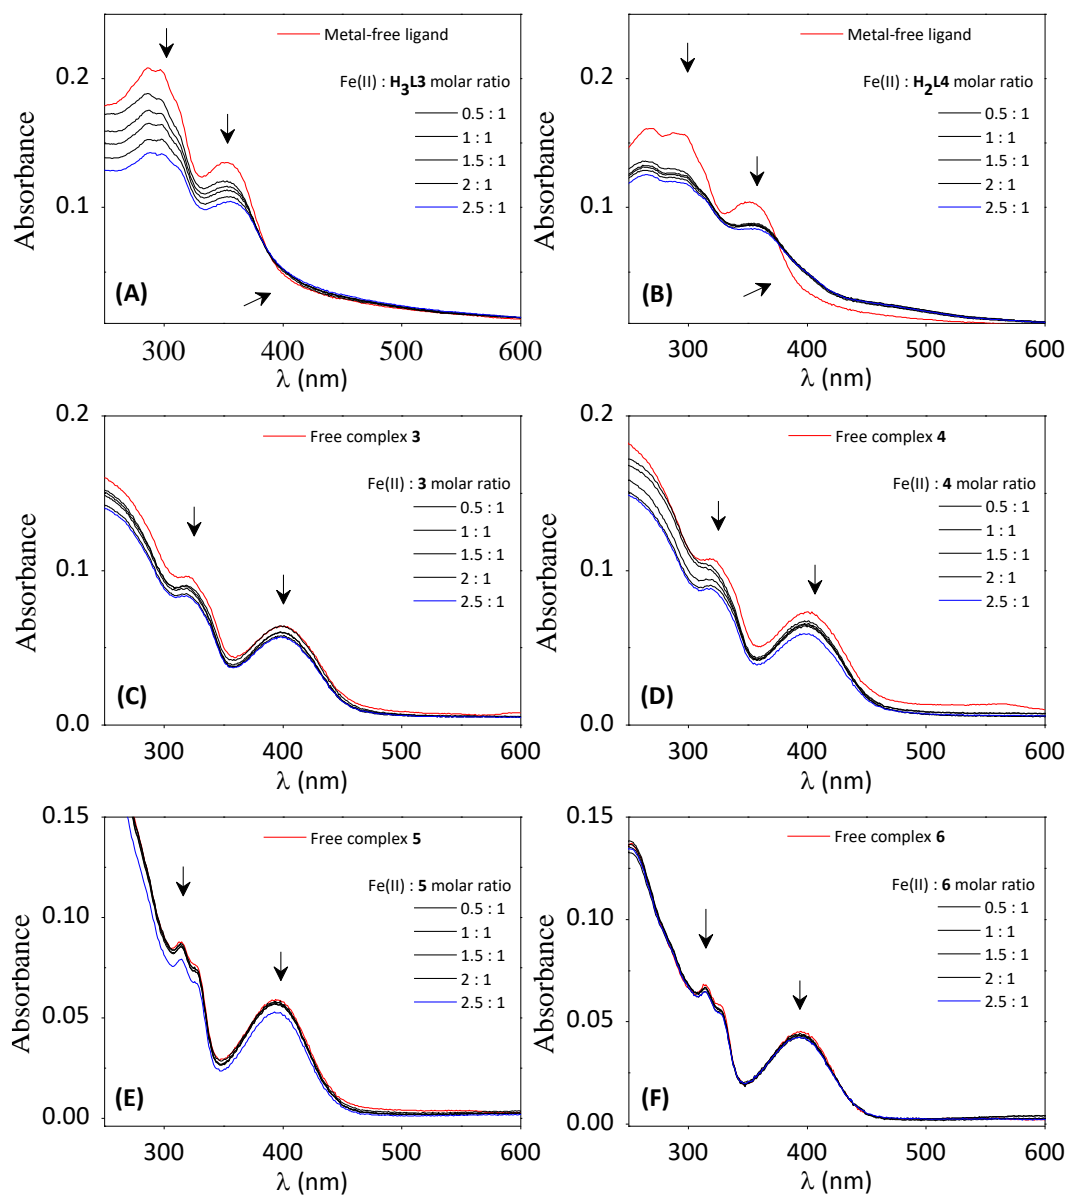 Metal-free ligand
Fe(II) : H3L3 molar ratio
0.5 : 1
1 : 1
1.5 : 1
2 : 1
2.5 : 1
0.2
0.1
Absorbance
(A)
300 400 500 600
λ (nm)
Metal-free ligand
Fe(II) : H2L4 molar ratio
0.5 : 1
1 : 1
1.5 : 1
2 : 1
2.5 : 1
0.2
0.1
Absorbance
(B)
300 400 500 600
λ (nm)
Free complex 3
Fe(II) : 3 molar ratio
0.5 : 1
1 : 1
1.5 : 1
2 : 1
2.5 : 1
0.2
0.1
0.0
Absorbance
(C)
300 400 500 600
λ (nm)
Free complex 4
Fe(II) : 4 molar ratio
0.5 : 1
1 : 1
1.5 : 1
2 : 1
2.5 : 1
0.2
0.1
0.0
Absorbance
(D)
300 400 500 600
λ (nm)
Free complex 5
Fe(II) : 5 molar ratio
0.5 : 1
1 : 1
1.5 : 1
2 : 1
2.5 : 1
0.15
0.10
0.05
0.00
Absorbance
(E)
300 400 500 600
λ (nm)
Free complex 6
Fe(II) : 6 molar ratio
0.5 : 1
1 : 1
1.5 : 1
2 : 1
2.5 : 1
0.15
0.10
0.05
0.00
Absorbance
(F)
300 400 500 600
λ (nm)